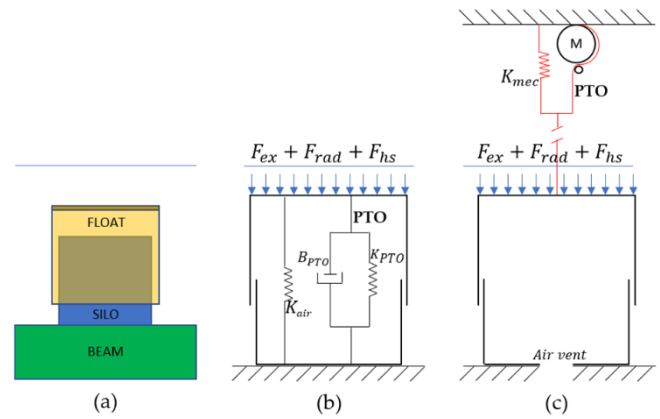 FLOAT
SILO
BEAM
(a)
F_ex + F_rad + F_hs
PTO
B_PTO
K_PTO
K_air
(b)
M
K_mec
PTO
F_ex + F_rad + F_hs
Air vent
(c)